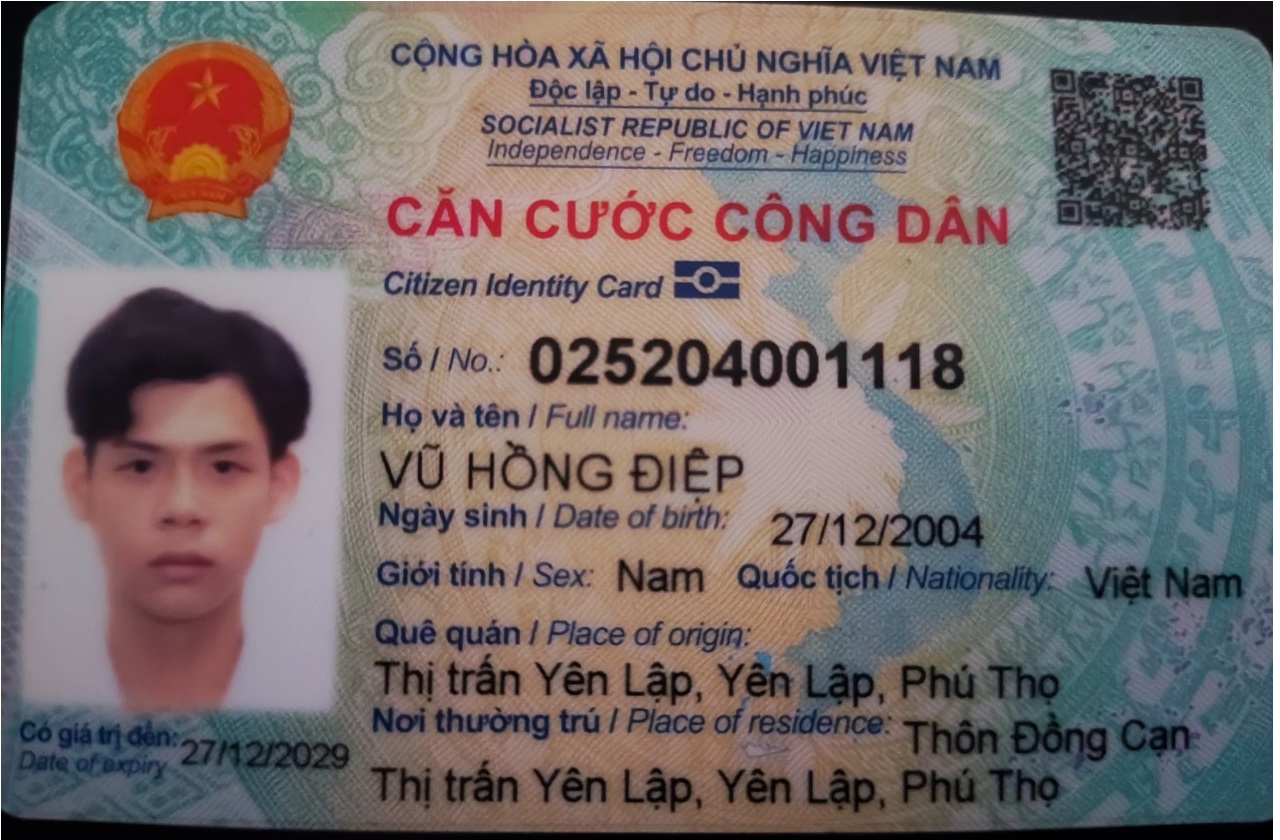 CỘNG HÒA XÃ HỘI CHỦ NGHĨA VIỆT NAM
Độc lập - Tự do - Hạnh phúc
SOCIALIST REPUBLIC OF VIET NAM
Independence - Freedom - Happiness
CĂN CƯỚC CÔNG DÂN
Citizen Identity Card
Số / No.: 025204001118
Họ và tên / Full name:
VŨ HỒNG ĐIỆP
Ngày sinh / Date of birth: 27/12/2004
Giới tính / Sex: Nam Quốc tịch / Nationality: Việt Nam
Quê quán / Place of origin:
Thị trấn Yên Lập, Yên Lập, Phú Thọ
Nơi thường trú / Place of residence: Thôn Đồng Cạn
Thị trấn Yên Lập, Yên Lập, Phú Thọ
Có giá trị đến: 27/12/2029
Date of expiry